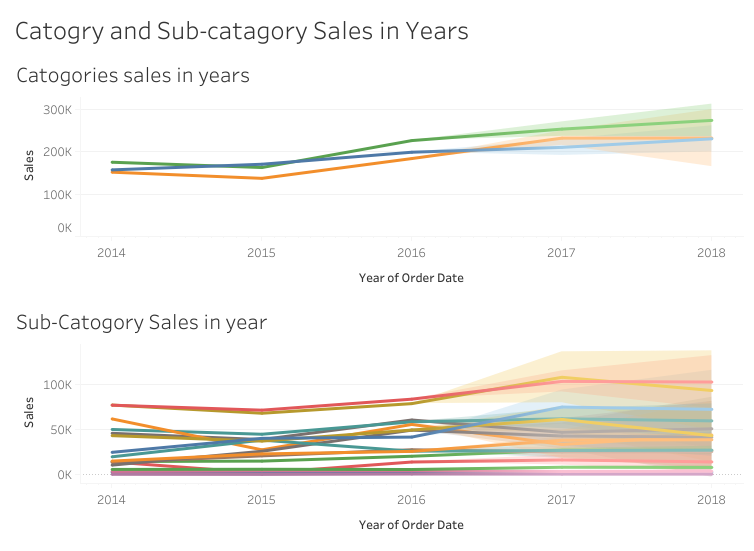 Catogry and Sub-catagory Sales in Years
Catogories sales in years
300K
200K
100K
0K
Sales
2014 2015 2016 2017 2018
Year of Order Date
Sub-Catogory Sales in year
100K
50K
0K
Sales
2014 2015 2016 2017 2018
Year of Order Date